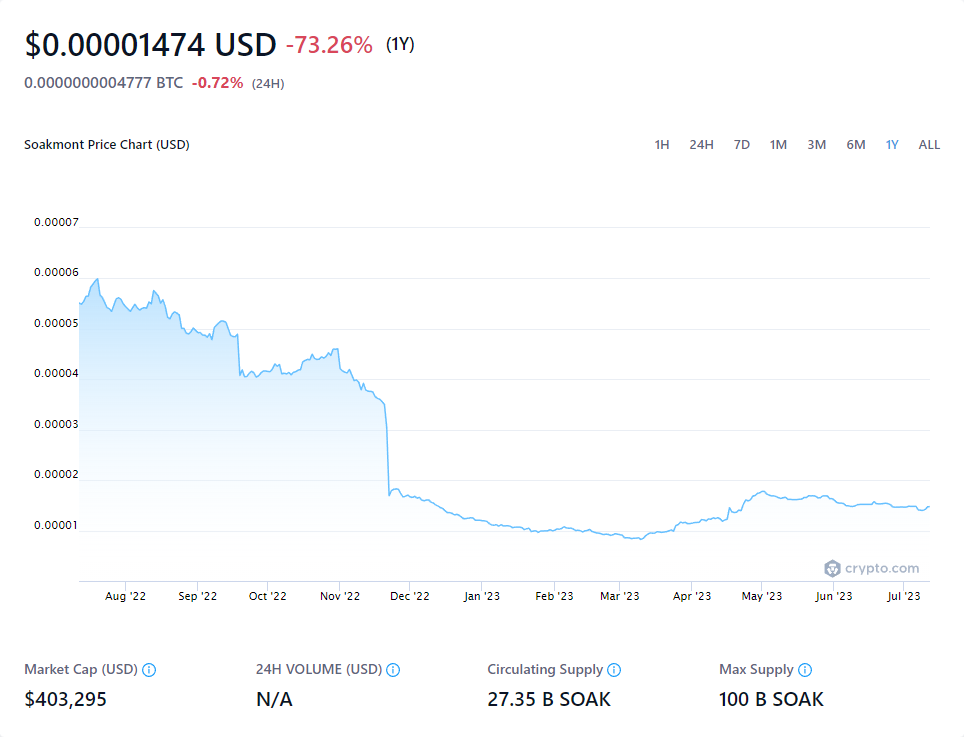 $0.00001474 USD -73.26% (1Y)
0.0000000004777 BTC -0.72% (24H)
Soakmont Price Chart (USD) 1H 24H 7D 1M 3M 6M 1Y ALL
0.00007
0.00006
0.00005
0.00004
0.00003
0.00002
0.00001
crypto.com
Aug '22 Sep '22 Oct '22 Nov '22 Dec '22 Jan '23 Feb '23 Mar '23 Apr '23 May '23 Jun '23 Jul '23
Market Cap (USD) 24H VOLUME (USD) Circulating Supply Max Supply
$403,295 N/A 27.35 B SOAK 100 B SOAK